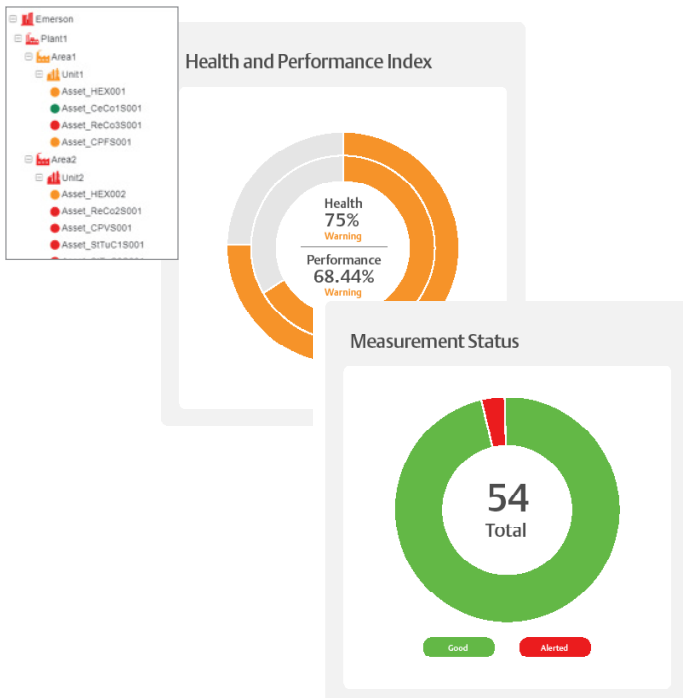 Emerson
Plant1
Area1
Unit1
Asset_HEX001
Asset_CeCo1S001
Asset_ReCo3S001
Asset_CPFS001
Area2
Unit2
Asset_HEX002
Asset_ReCo2S001
Asset_CPVS001
Asset_StTuC1S001
Health and Performance Index
Health
75%
Warning
Performance
68.44%
Warning
Measurement Status
54
Total
Good
Alerted